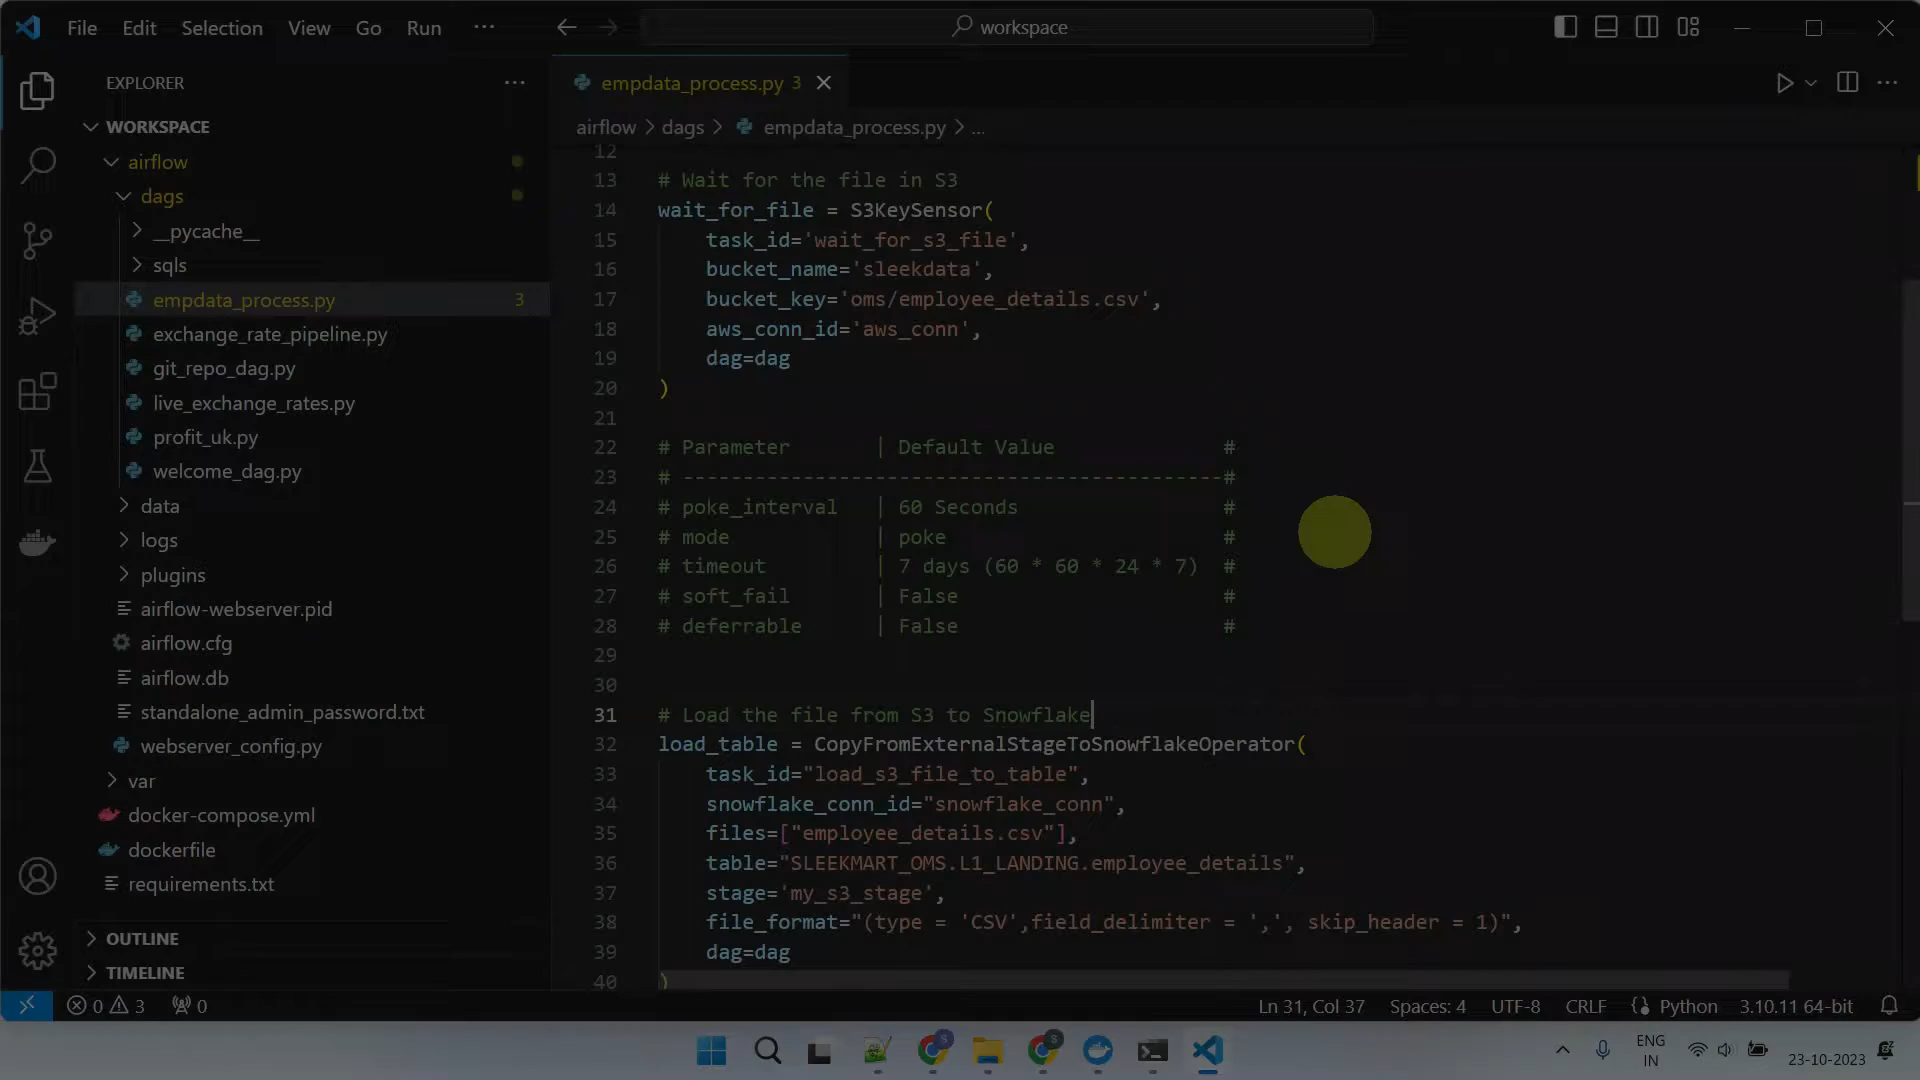 File Edit Selection View Go Run ...
workspace
EXPLORER
WORKSPACE
airflow
dags
__pycache__
sqls
empdata_process.py 3
exchange_rate_pipeline.py
git_repo_dag.py
live_exchange_rates.py
profit_uk.py
welcome_dag.py
data
logs
plugins
airflow-webserver.pid
airflow.cfg
airflow.db
standalone_admin_password.txt
webserver_config.py
var
docker-compose.yml
dockerfile
requirements.txt
OUTLINE
TIMELINE
empdata_process.py 3
airflow > dags > empdata_process.py > ...
12
13 # Wait for the file in S3
14 wait_for_file = S3KeySensor(
15 task_id='wait_for_s3_file',
16 bucket_name='sleekdata',
17 bucket_key='oms/employee_details.csv',
18 aws_conn_id='aws_conn',
19 dag=dag
20 )
21
22 # Parameter | Default Value #
23 # ---------------------------------------------#
24 # poke_interval | 60 Seconds #
25 # mode | poke #
26 # timeout | 7 days (60 * 60 * 24 * 7) #
27 # soft_fail | False #
28 # deferrable | False #
29
30
31 # Load the file from S3 to Snowflake
32 load_table = CopyFromExternalStageToSnowflakeOperator(
33 task_id="load_s3_file_to_table",
34 snowflake_conn_id="snowflake_conn",
35 files=["employee_details.csv"],
36 table="SLEEKMART_OMS.L1_LANDING.employee_details",
37 stage='my_s3_stage',
38 file_format="(type = 'CSV',field_delimiter = ',', skip_header = 1)",
39 dag=dag
40 )
0 3 0
Ln 31, Col 37 Spaces: 4 UTF-8 CRLF Python 3.10.11 64-bit
ENG
IN
23-10-2023